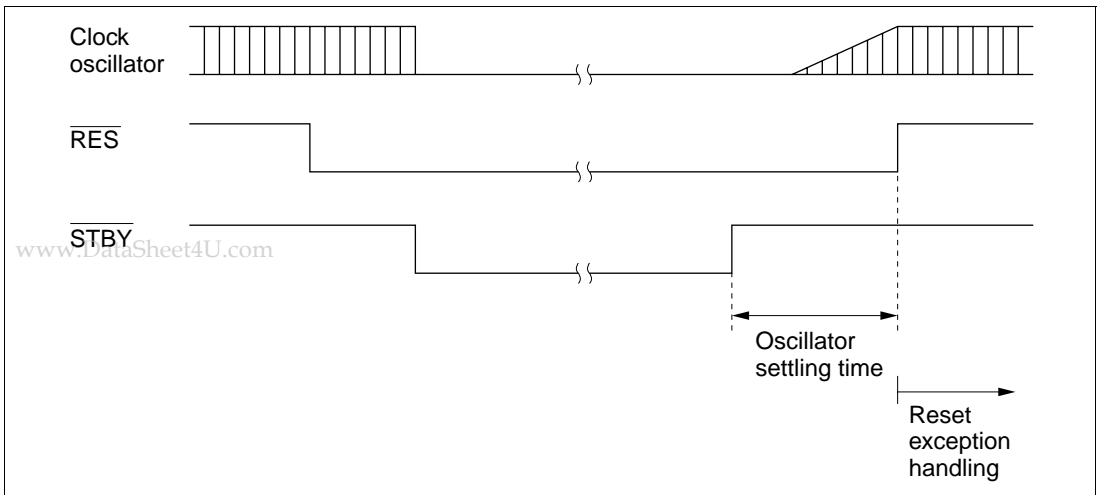 Clock
oscillator
RES
STBY
www.DataSheet4U.com
Oscillator
settling time
Reset
exception
handling